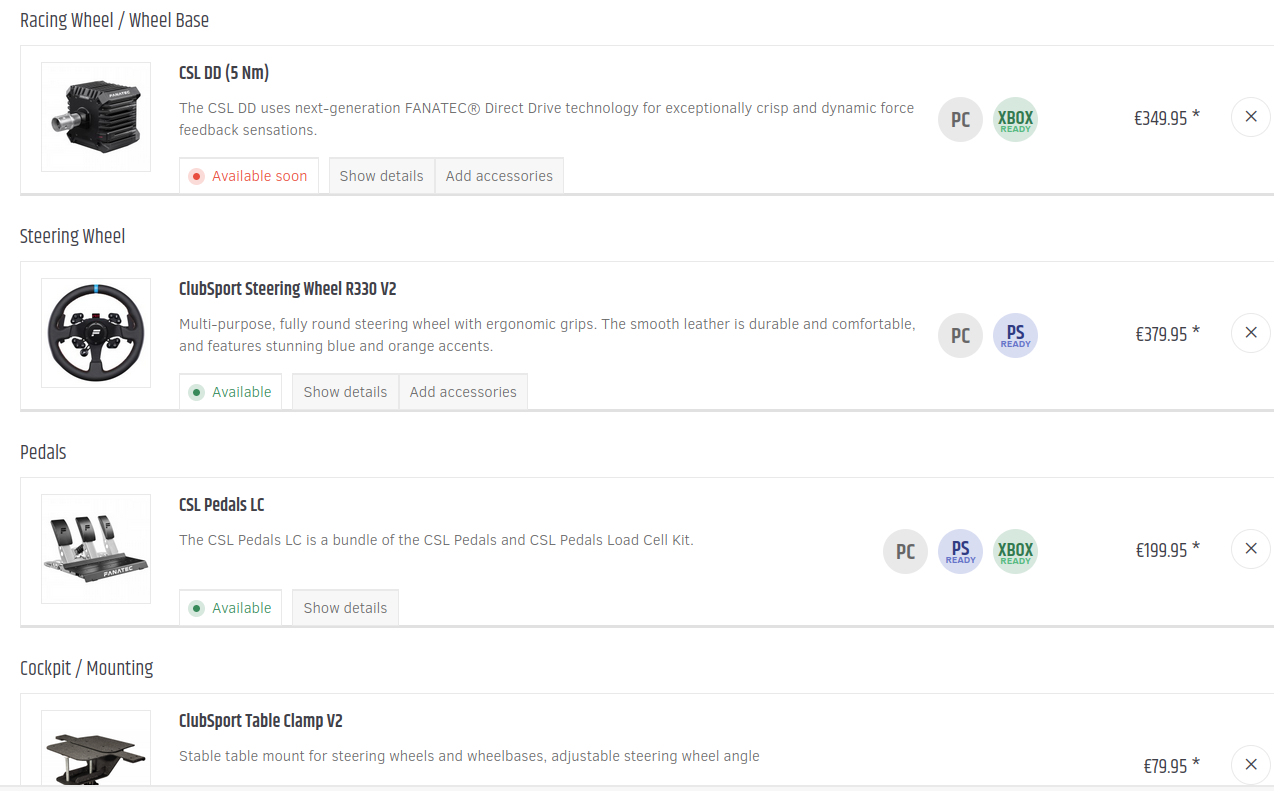 Racing Wheel / Wheel Base
FANATEC
CSL DD (5 Nm)
The CSL DD uses next-generation FANATEC® Direct Drive technology for exceptionally crisp and dynamic force
feedback sensations.
PC
XBOX
READY
€349.95 *
Available soon
Show details
Add accessories
Steering Wheel
ClubSport Steering Wheel R330 V2
Multi-purpose, fully round steering wheel with ergonomic grips. The smooth leather is durable and comfortable,
and features stunning blue and orange accents.
PC
PS
READY
€379.95 *
Available
Show details
Add accessories
Pedals
FANATEC
CSL Pedals LC
The CSL Pedals LC is a bundle of the CSL Pedals and CSL Pedals Load Cell Kit.
PC
PS
READY
XBOX
READY
€199.95 *
Available
Show details
Cockpit / Mounting
ClubSport Table Clamp V2
Stable table mount for steering wheels and wheelbases, adjustable steering wheel angle
€79.95 *